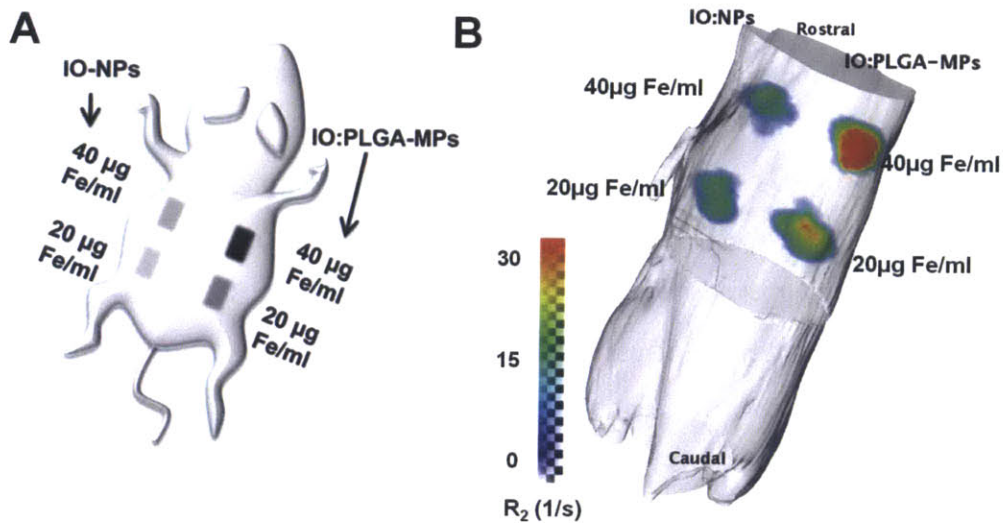 A
IO-NPs
40 µg
Fe/ml
20 µg
Fe/ml
IO:PLGA-MPs
40 µg
Fe/ml
20 µg
Fe/ml
B
IO:NPs
Rostral
IO:PLGA-MPs
40µg Fe/ml
40µg Fe/ml
20µg Fe/ml
20µg Fe/ml
30
15
0
R₂ (1/s)
Caudal